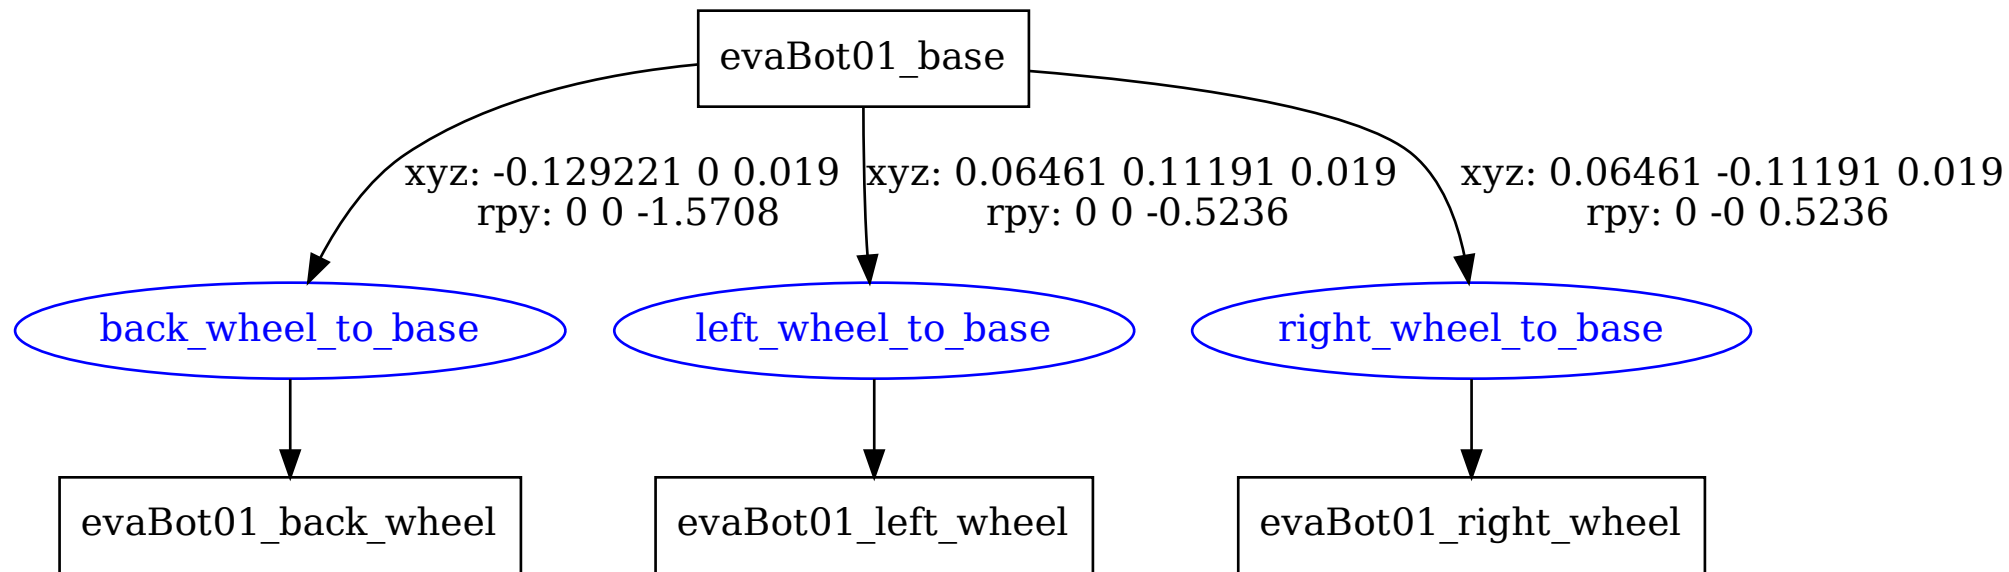 evaBot01_base
xyz: -0.129221 0 0.019
rpy: 0 0 -1.5708
xyz: 0.06461 0.11191 0.019
rpy: 0 0 -0.5236
xyz: 0.06461 -0.11191 0.019
rpy: 0 -0 0.5236
back_wheel_to_base
left_wheel_to_base
right_wheel_to_base
evaBot01_back_wheel
evaBot01_left_wheel
evaBot01_right_wheel